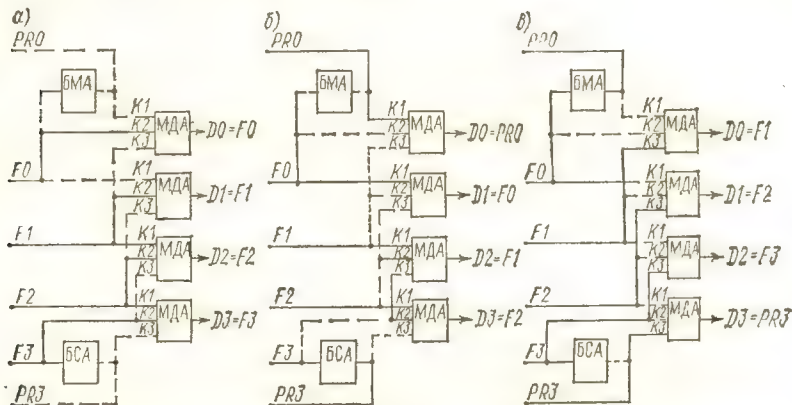 а)
PR0
БМА
K1
K2
K3
МДА
D0=F0
F0
K1
K2
K3
МДА
D1=F1
F1
K1
K2
K3
МДА
D2=F2
F2
K1
K2
K3
МДА
D3=F3
F3
БСА
PR3
б)
PR0
БМА
K1
K2
K3
МДА
D0=PR0
F0
K1
K2
K3
МДА
D1=F0
F1
K1
K2
K3
МДА
D2=F1
F2
K1
K2
K3
МДА
D3=F2
F3
БСА
PR3
в)
PR0
БМА
K1
K2
K3
МДА
D0=F1
F0
K1
K2
K3
МДА
D1=F2
F1
K1
K2
K3
МДА
D2=F3
F2
K1
K2
K3
МДА
D3=PR3
F3
БСА
PR3